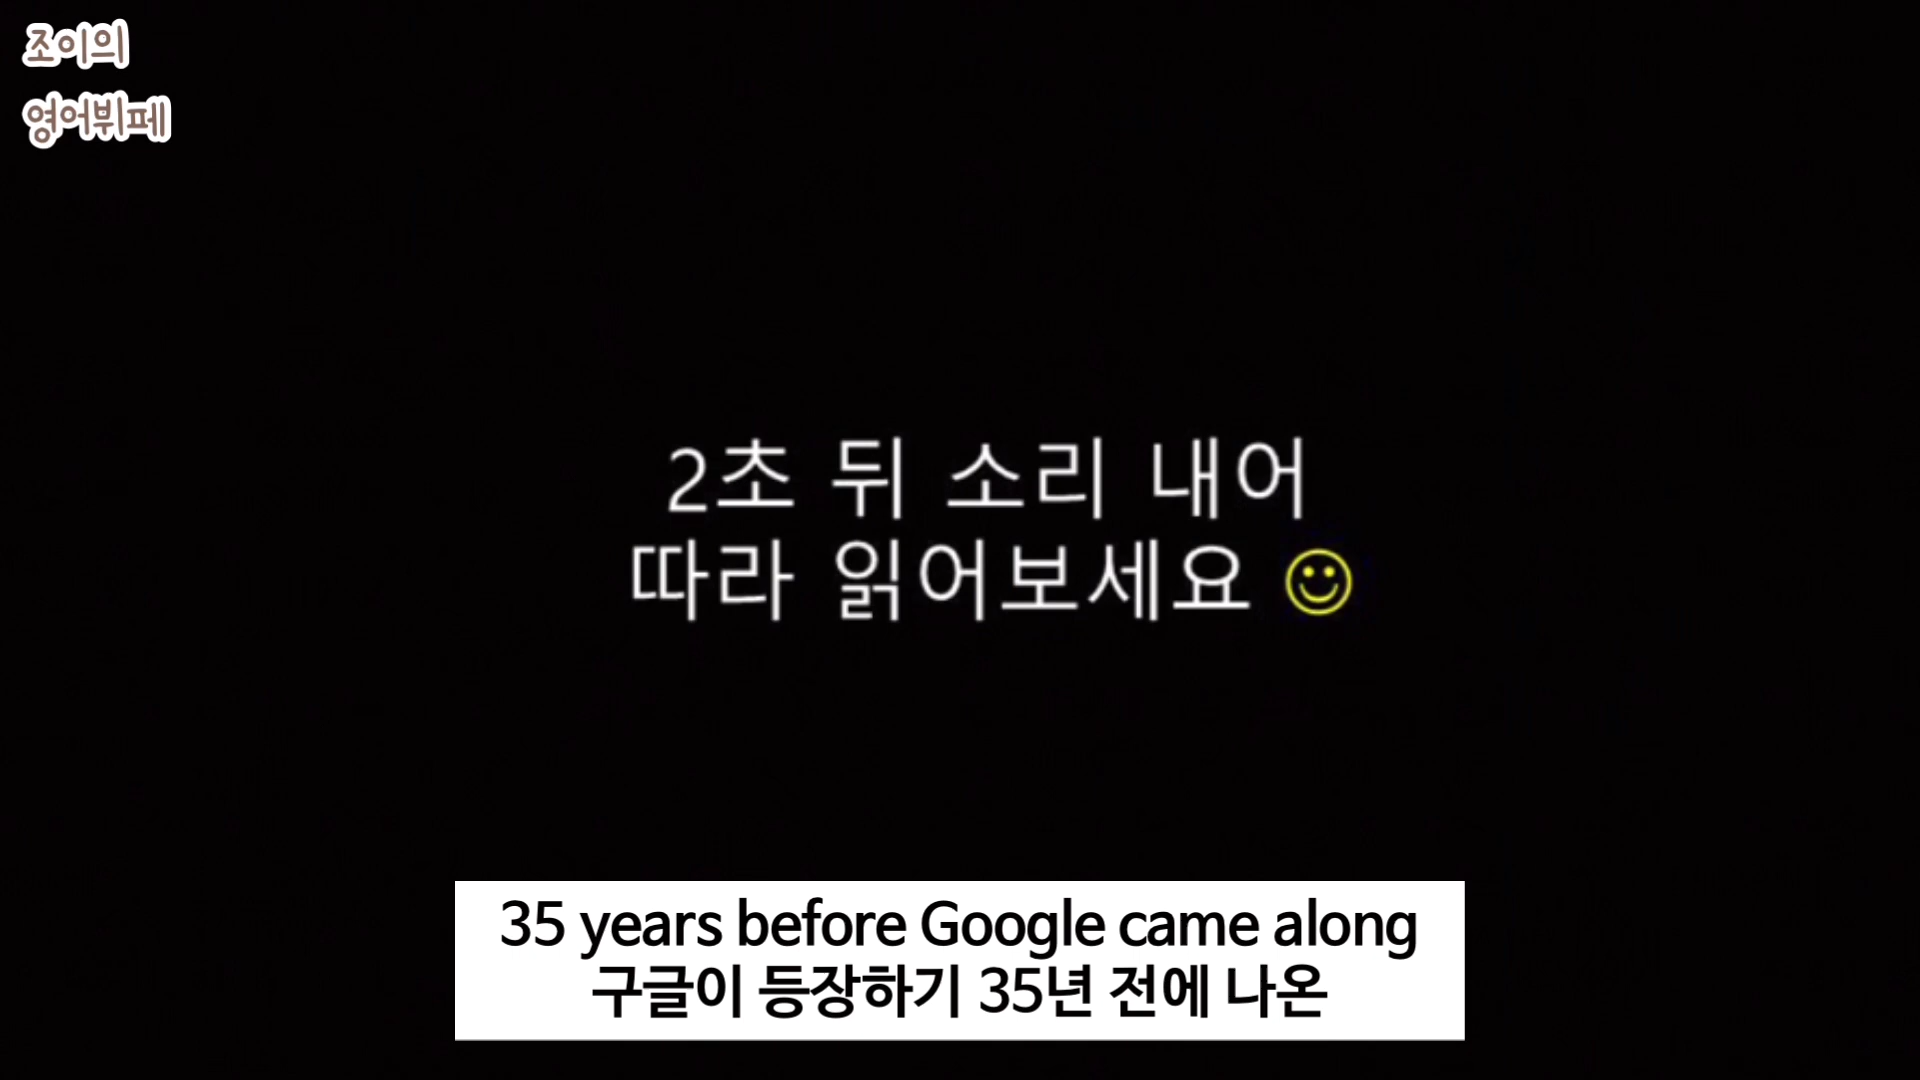 조이의
영어뷔페
2초 뒤 소리 내어
따라 읽어보세요 ☺
35 years before Google came along
구글이 등장하기 35년 전에 나온